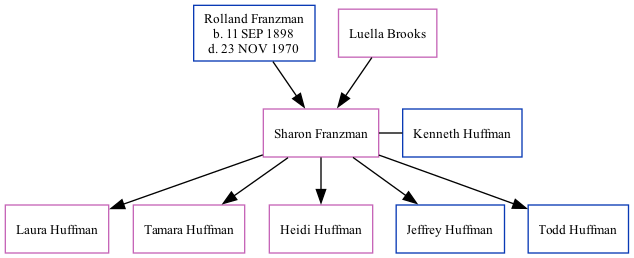 Rolland Franzman
b. 11 SEP 1898
d. 23 NOV 1970
Luella Brooks
Sharon Franzman
Kenneth Huffman
Laura Huffman
Tamara Huffman
Heidi Huffman
Jeffrey Huffman
Todd Huffman